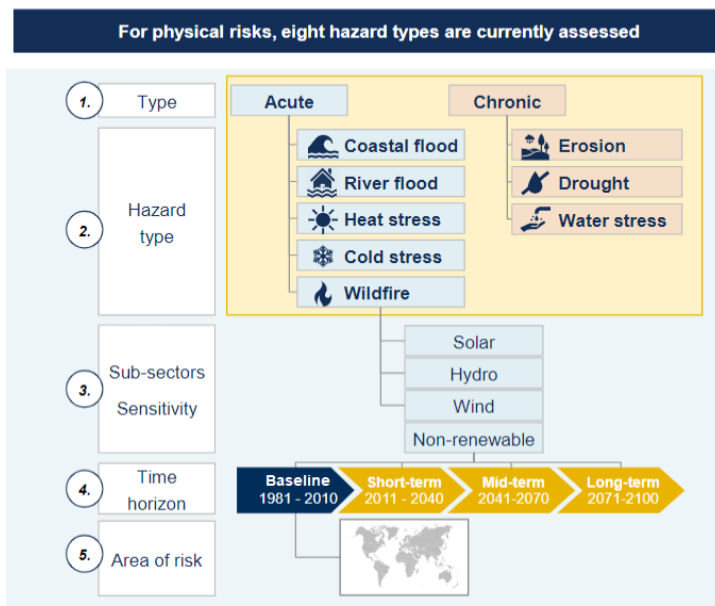 For physical risks, eight hazard types are currently assessed
1.
Type
Acute
Chronic
2.
Hazard
type
Coastal flood
River flood
Heat stress
Cold stress
Wildfire
Erosion
Drought
Water stress
3.
Sub-sectors
Sensitivity
Solar
Hydro
Wind
Non-renewable
4.
Time
horizon
Baseline
1981 - 2010
Short-term
2011 - 2040
Mid-term
2041-2070
Long-term
2071-2100
5.
Area of risk